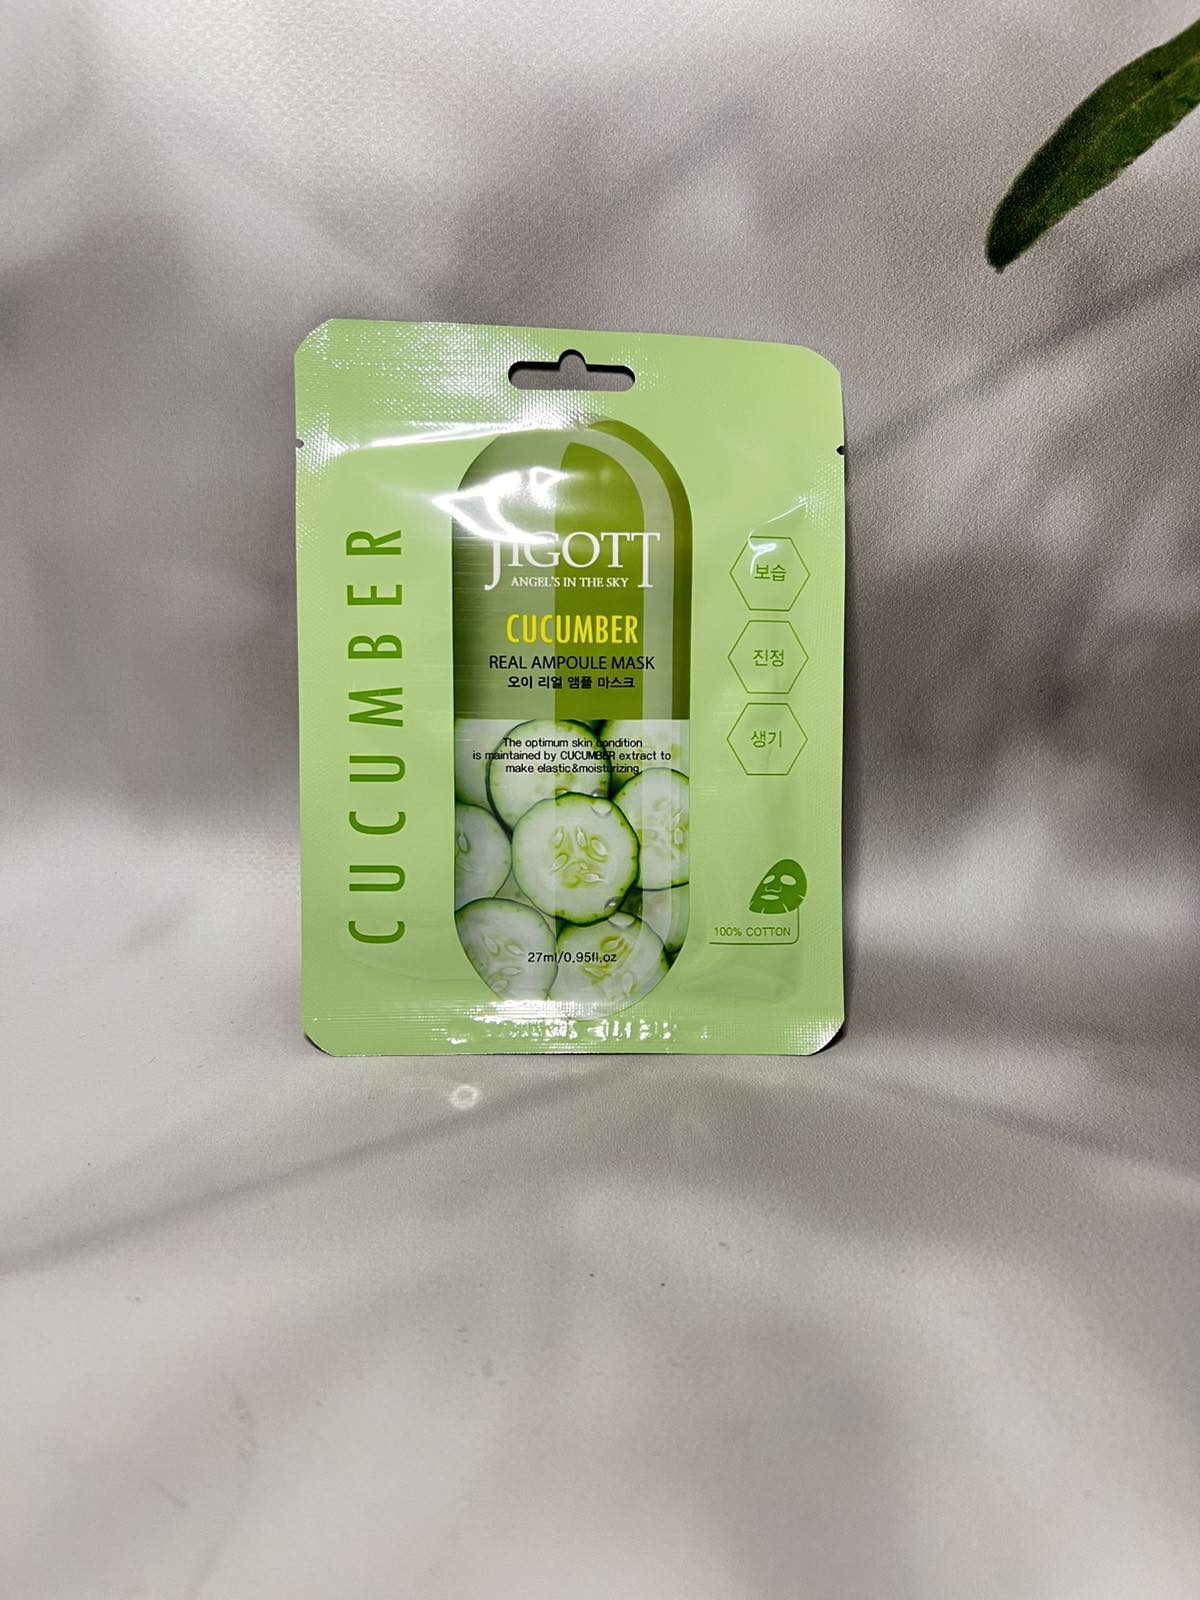 CUCUMBER
JIGOTT
ANGEL'S IN THE SKY
CUCUMBER
REAL AMPOULE MASK
오이 리얼 앰플 마스크
The optimum skin condition
is maintained by CUCUMBER extract to
make elastic&moisturizing.
27ml/0.95fl.oz
보습
진정
생기
100% COTTON